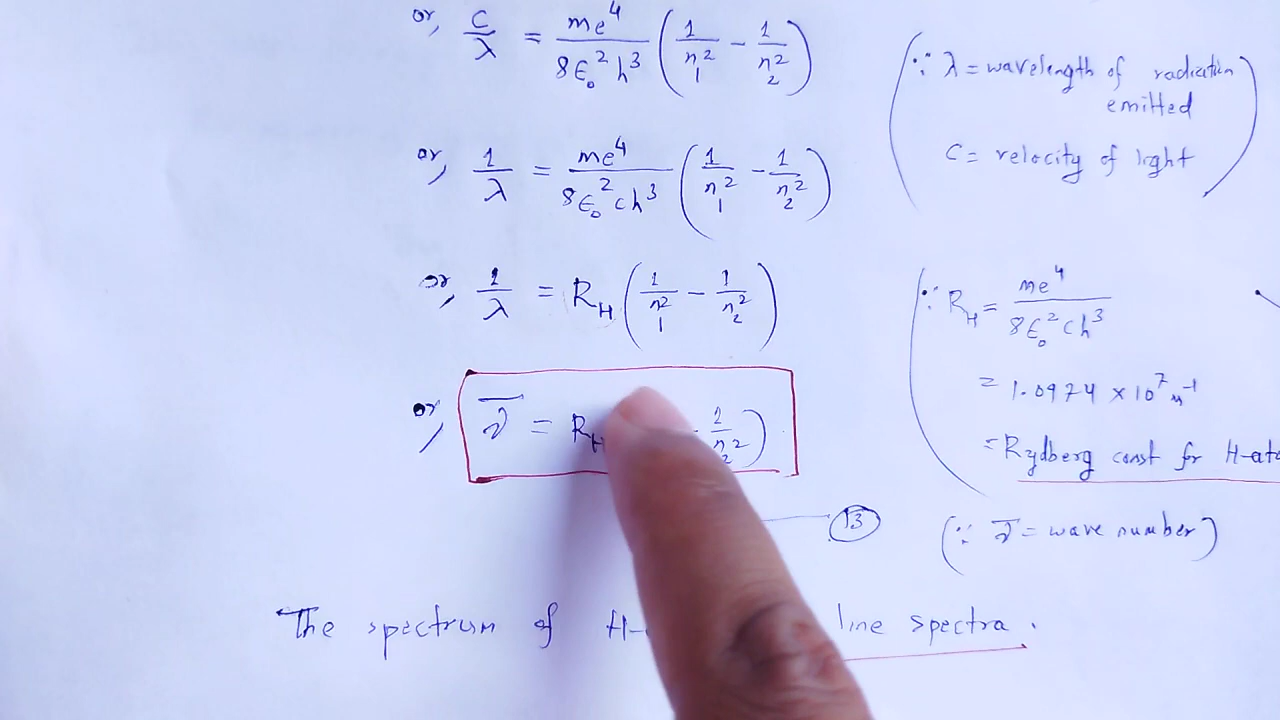 or, C/λ = me⁴/8ε₀²h³ (1/n₁² − 1/n₂²)
(∵ λ = wavelength of radiation
emitted
C = velocity of light)
or, 1/λ = me⁴/8ε₀²ch³ (1/n₁² − 1/n₂²)
or, 1/λ = R_H (1/n₁² − 1/n₂²)
(∵ R_H = me⁴/8ε₀²ch³
= 1.0974 × 10⁷ m⁻¹
= Rydberg const for H-ato
or, ν̅ = R_H − 1/n₂²)
13
(∵ ν̅ = wave number)
The spectrum of H- line spectra.